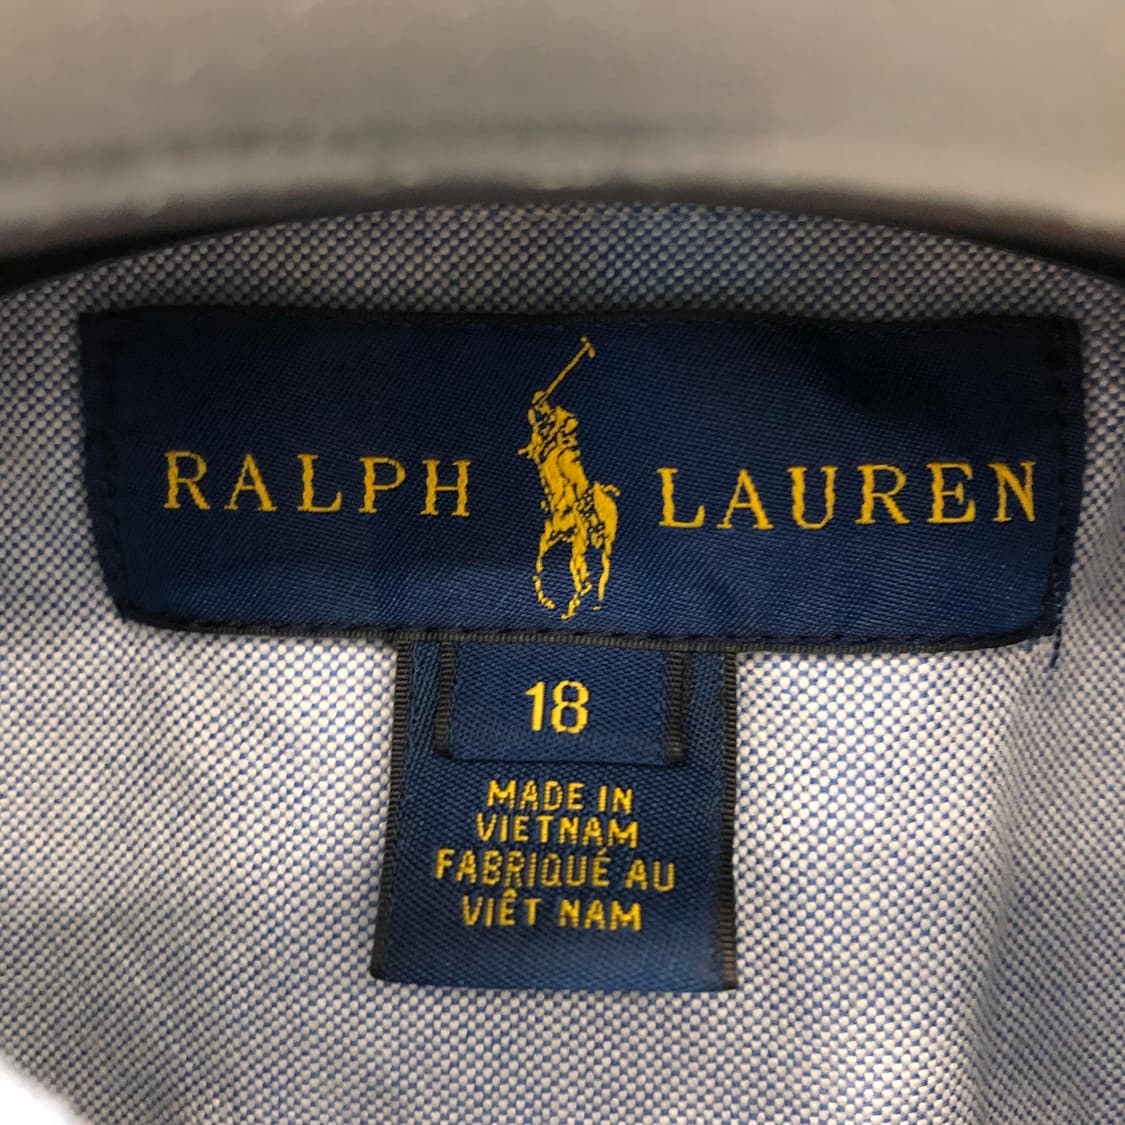 RALPH LAUREN
18
MADE IN
VIETNAM
FABRIQUÉ AU
VIÊT NAM